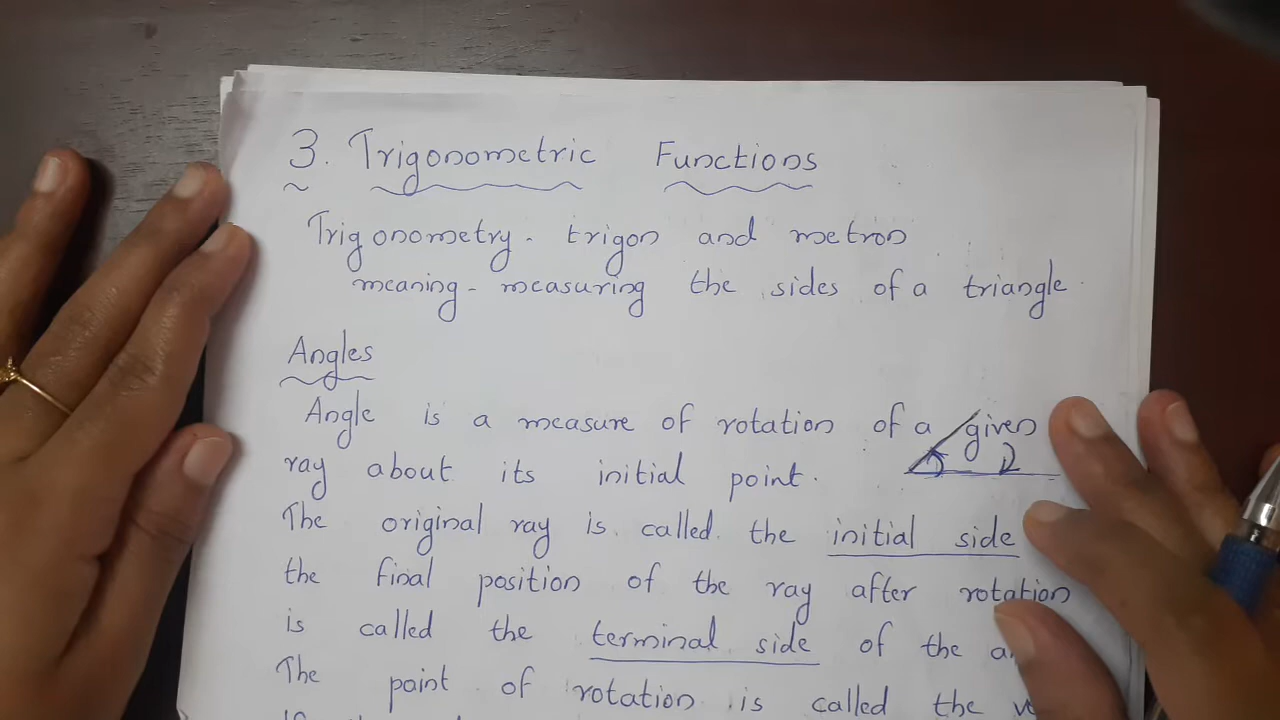 3. Trigonometric Functions
Trigonometry - trigon and metron
meaning - measuring the sides of a triangle.
Angles
Angle is a measure of rotation of a given
ray about its initial point.
The original ray is called the initial side
the final position of the ray after rotation
is called the terminal side of the
The point of rotation is called the